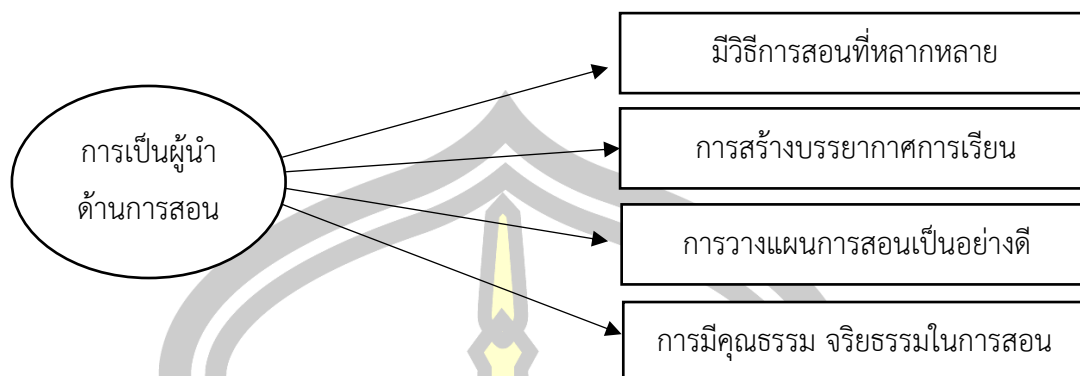 การเป็นผู้นำ
ด้านการสอน
มีวิธีการสอนที่หลากหลาย
การสร้างบรรยากาศการเรียน
การวางแผนการสอนเป็นอย่างดี
การมีคุณธรรม จริยธรรมในการสอน